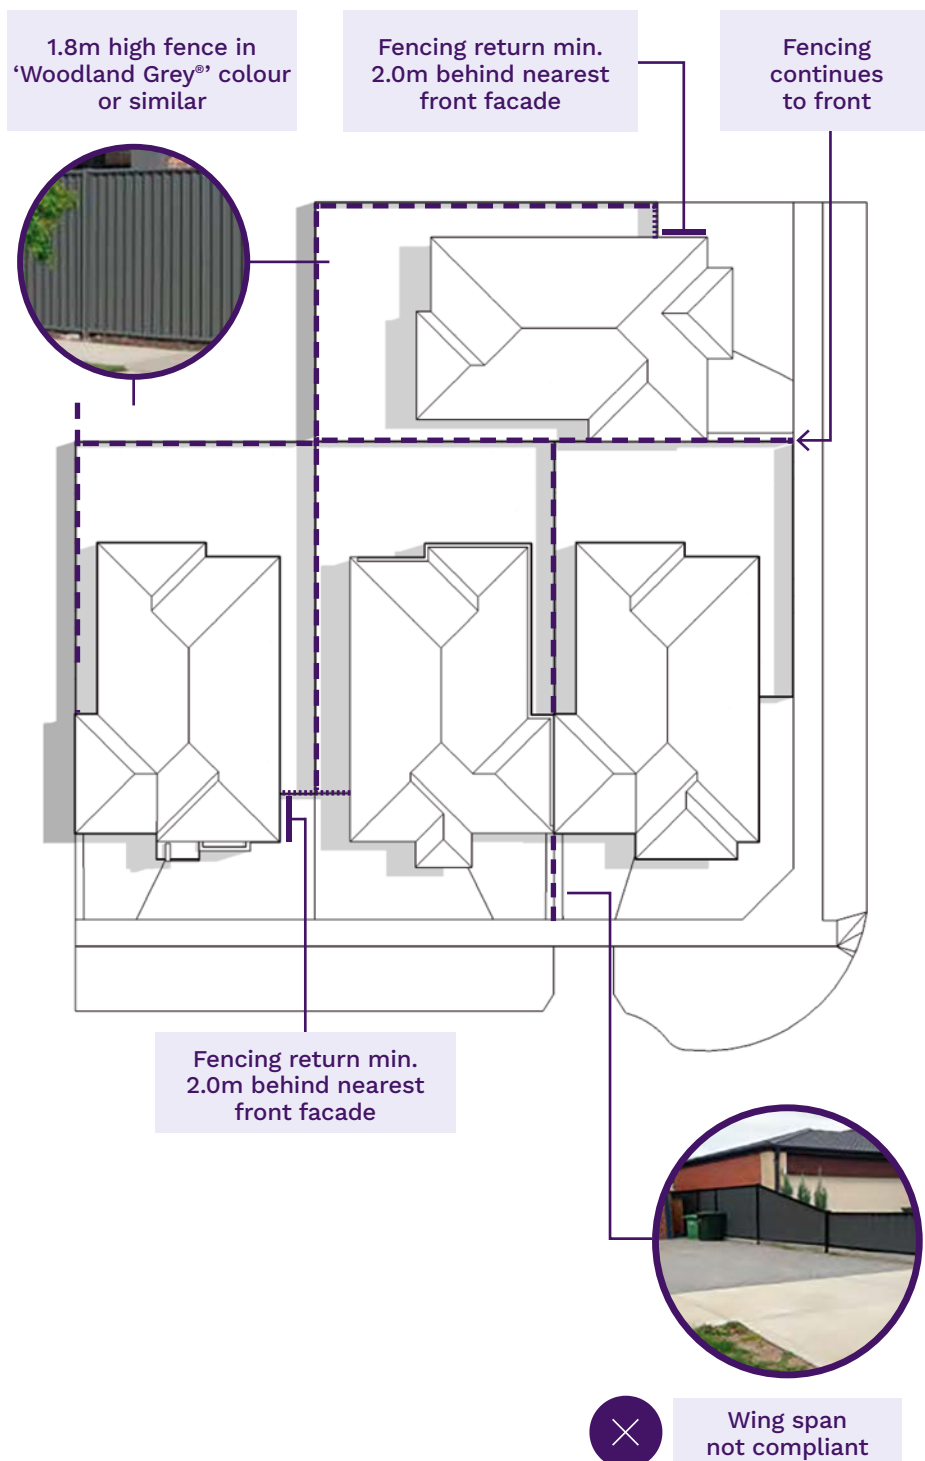 1.8m high fence in
‘Woodland Grey®’ colour
or similar
Fencing return min.
2.0m behind nearest
front facade
Fencing
continues
to front
Fencing return min.
2.0m behind nearest
front facade
Wing span
not compliant